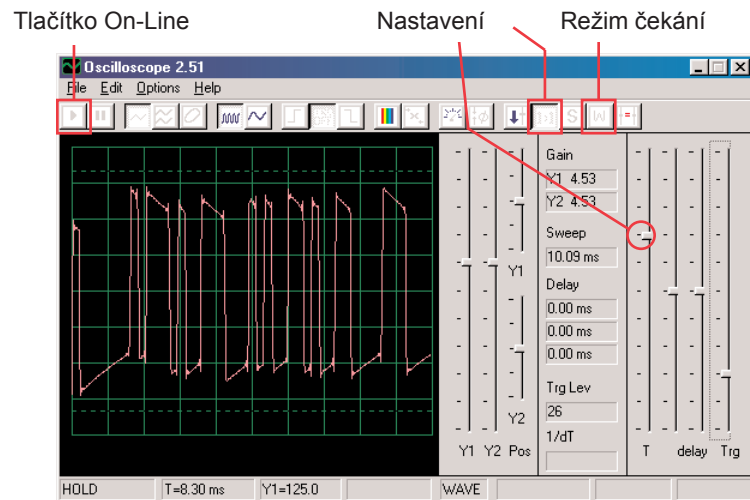 Tlačítko On-Line Nastavení Režim čekání
Oscilloscope 2.51
File Edit Options Help
S W
Gain
Y1 4.53
Y2 4.53
Sweep
10.09 ms
Y1
Delay
0.00 ms
0.00 ms
0.00 ms
Trg Lev
26
Y2
1/dT
Y1 Y2 Pos T delay Trg
HOLD T=8.30 ms Y1=125.0 WAVE